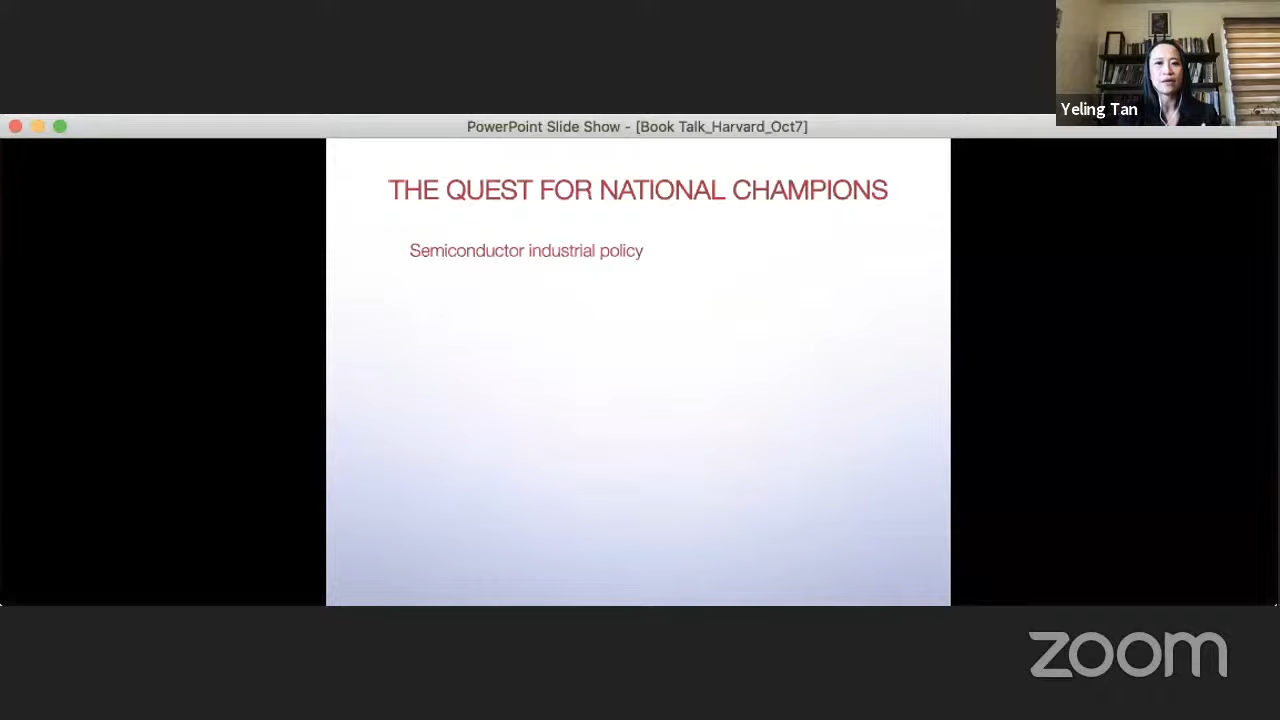 Yeling Tan
PowerPoint Slide Show - [Book Talk_Harvard_Oct7]
THE QUEST FOR NATIONAL CHAMPIONS
Semiconductor industrial policy
zoom